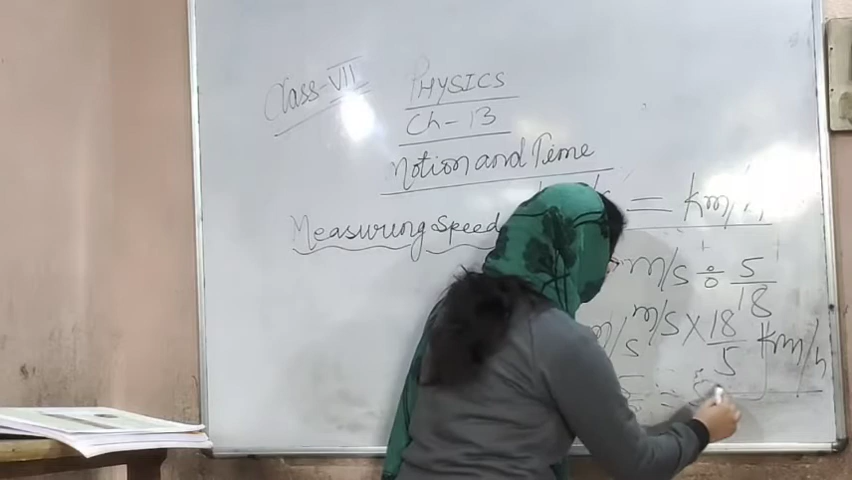 Class-VII
PHYSICS
Ch-13
Motion and Time
Measuring Speed
= km/h
m/s ÷ 5/18
m/s m/s × 18/5 km/h
=